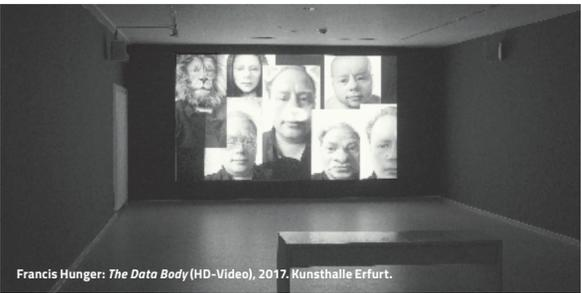 Francis Hunger: The Data Body (HD-Video), 2017. Kunsthalle Erfurt.